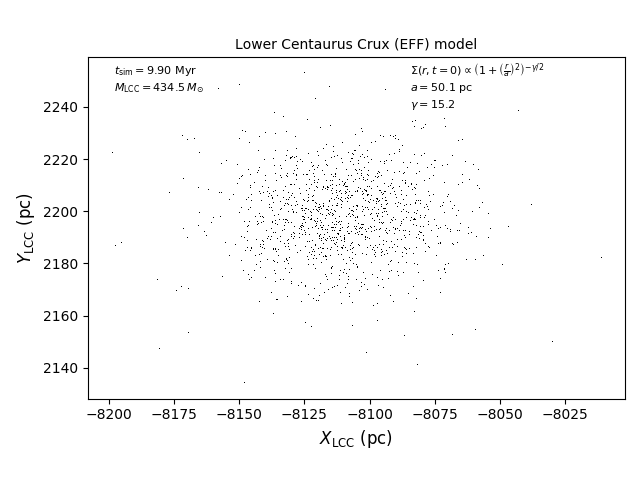 Lower Centaurus Crux (EFF) model
t_sim = 9.90 Myr
M_LCC = 434.5 M_⊙
Σ(r, t = 0) ∝ (1 + (r/a)²)^(−γ/2)
a = 50.1 pc
γ = 15.2
Y_LCC (pc)
2240
2220
2200
2180
2160
2140
−8200 −8175 −8150 −8125 −8100 −8075 −8050 −8025
X_LCC (pc)